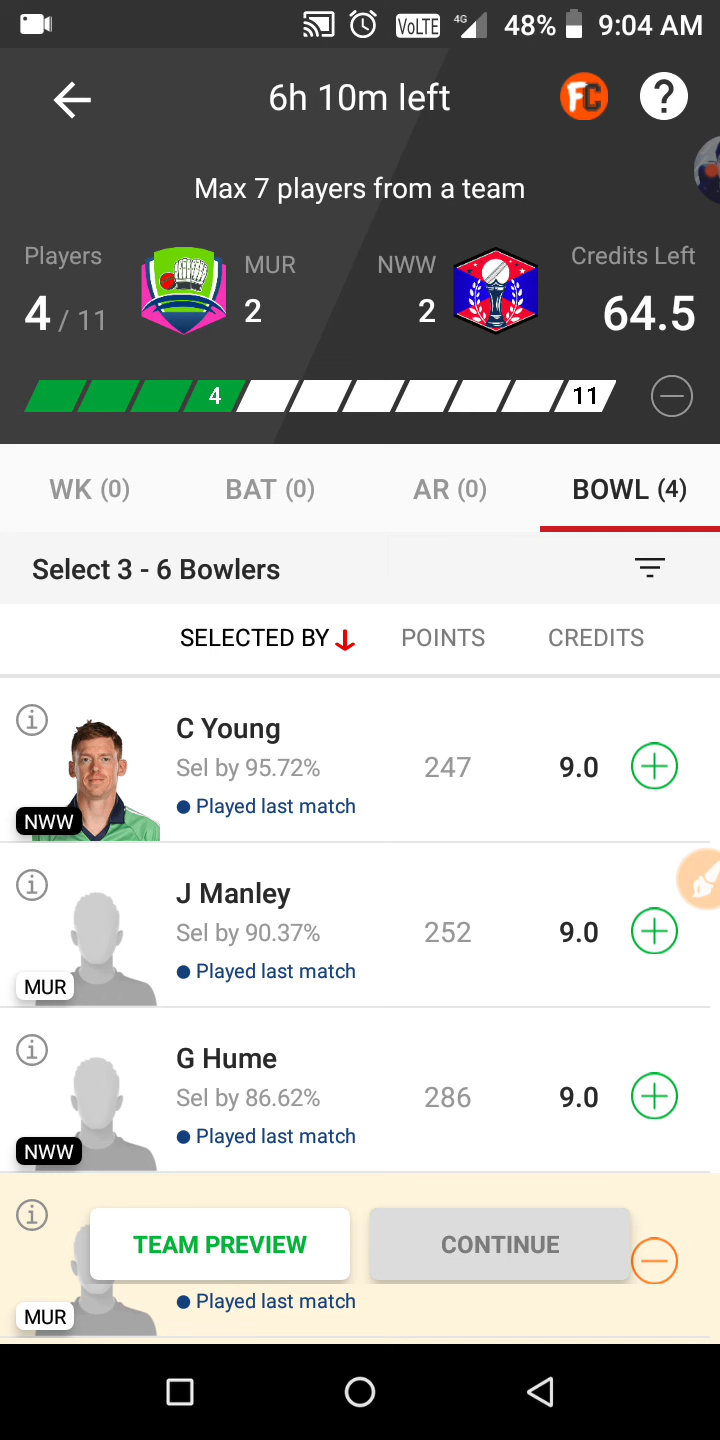 VoLTE 4G 48% 9:04 AM
6h 10m left
FC
?
Max 7 players from a team
Players
MUR
NWW
Credits Left
4 / 11
2
2
64.5
4
11
WK (0)
BAT (0)
AR (0)
BOWL (4)
Select 3 - 6 Bowlers
SELECTED BY
POINTS
CREDITS
C Young
Sel by 95.72%
247
9.0
Played last match
NWW
J Manley
Sel by 90.37%
252
9.0
Played last match
MUR
G Hume
Sel by 86.62%
286
9.0
Played last match
NWW
TEAM PREVIEW
CONTINUE
Played last match
MUR